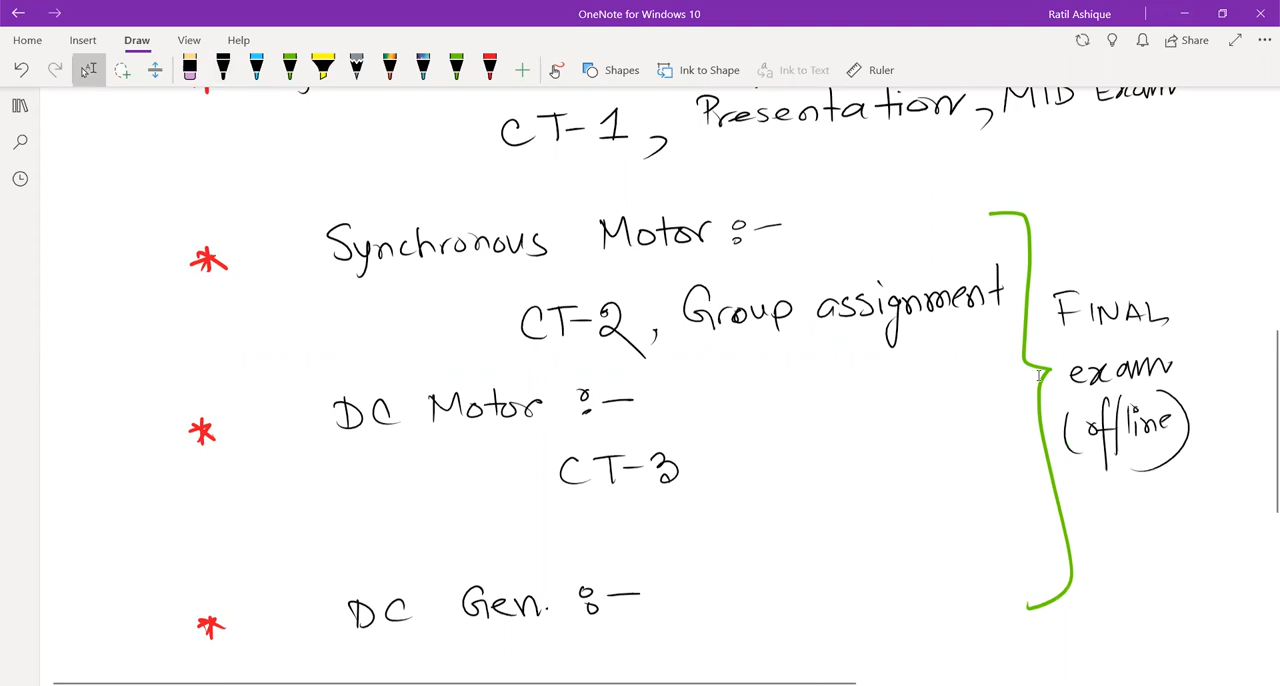 OneNote for Windows 10
Ratil Ashique
Home Insert Draw View Help
Share
Shapes Ink to Shape Ink to Text Ruler
CT-1, Presentation, MID Exam
Synchronous Motor :-
CT-2, Group assignment
DC Motor :-
CT-3
DC Gen. :-
FINAL
exam
(offline)